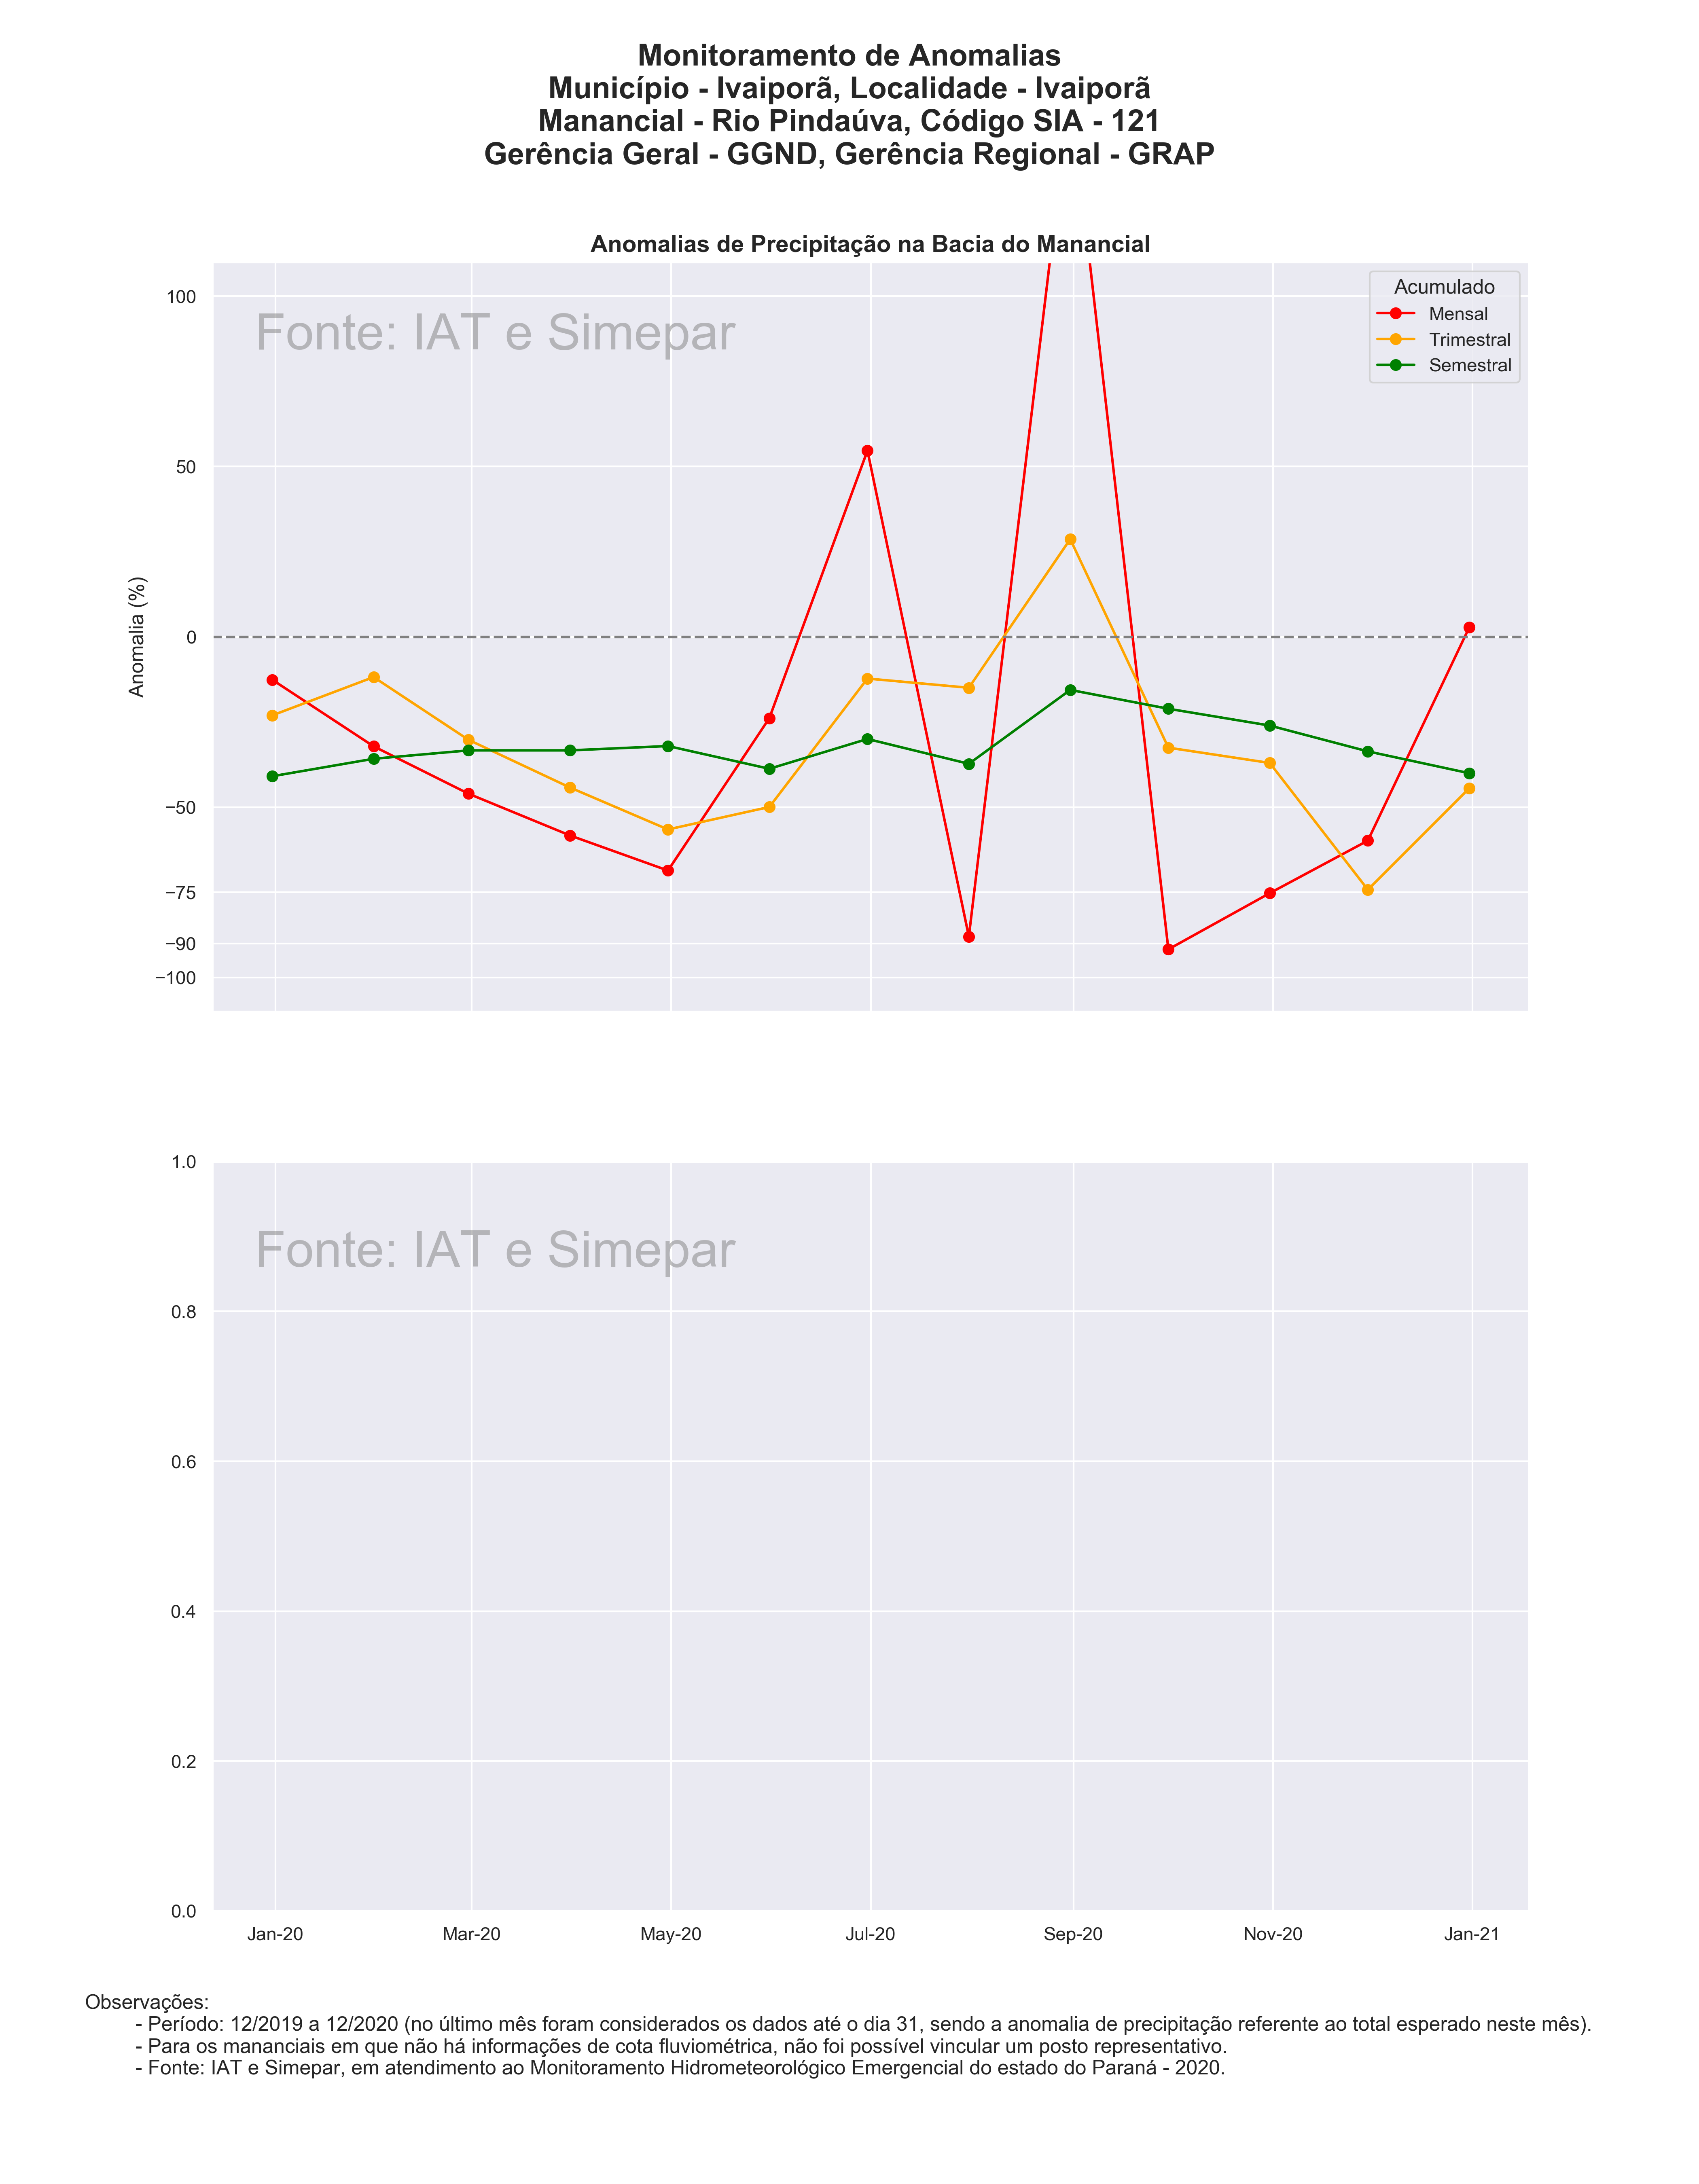 Monitoramento de Anomalias
Município - Ivaiporã, Localidade - Ivaiporã
Manancial - Rio Pindaúva, Código SIA - 121
Gerência Geral - GGND, Gerência Regional - GRAP
Anomalias de Precipitação na Bacia do Manancial
Fonte: IAT e Simepar
Acumulado
Mensal
Trimestral
Semestral
Anomalia (%)
100
50
0
−50
−75
−90
−100
Fonte: IAT e Simepar
1.0
0.8
0.6
0.4
0.2
0.0
Jan-20 Mar-20 May-20 Jul-20 Sep-20 Nov-20 Jan-21
Observações:
- Período: 12/2019 a 12/2020 (no último mês foram considerados os dados até o dia 31, sendo a anomalia de precipitação referente ao total esperado neste mês).
- Para os mananciais em que não há informações de cota fluviométrica, não foi possível vincular um posto representativo.
- Fonte: IAT e Simepar, em atendimento ao Monitoramento Hidrometeorológico Emergencial do estado do Paraná - 2020.